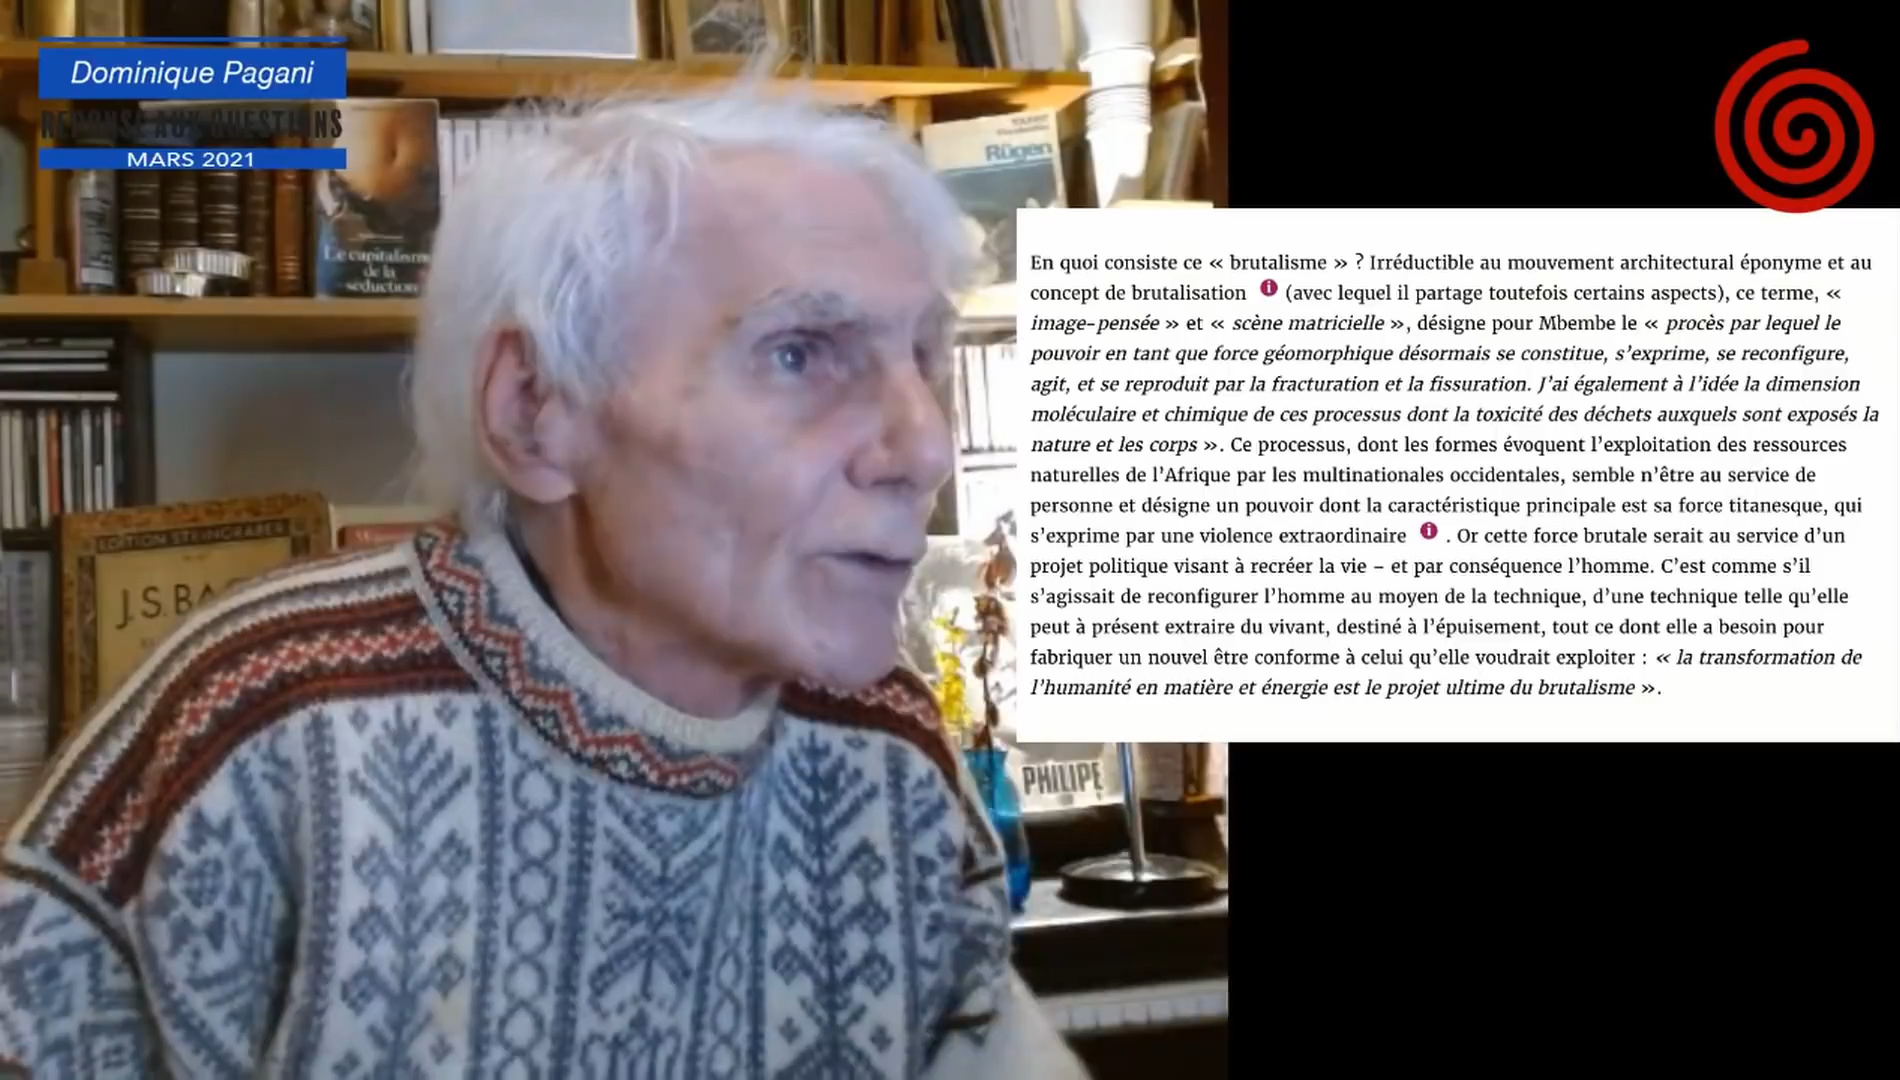 Dominique Pagani
REPONSE AUX QUESTIONS
MARS 2021
Rügen
Le capitalisme
de la
séduction
EDITION STEINGRÄBER
J.S.BA
En quoi consiste ce « brutalisme » ? Irréductible au mouvement architectural éponyme et au
concept de brutalisation (avec lequel il partage toutefois certains aspects), ce terme, «
image-pensée » et « scène matricielle », désigne pour Mbembe le « procès par lequel le
pouvoir en tant que force géomorphique désormais se constitue, s’exprime, se reconfigure,
agit, et se reproduit par la fracturation et la fissuration. J’ai également à l’idée la dimension
moléculaire et chimique de ces processus dont la toxicité des déchets auxquels sont exposés la
nature et les corps ». Ce processus, dont les formes évoquent l’exploitation des ressources
naturelles de l’Afrique par les multinationales occidentales, semble n’être au service de
personne et désigne un pouvoir dont la caractéristique principale est sa force titanesque, qui
s’exprime par une violence extraordinaire . Or cette force brutale serait au service d’un
projet politique visant à recréer la vie – et par conséquence l’homme. C’est comme s’il
s’agissait de reconfigurer l’homme au moyen de la technique, d’une technique telle qu’elle
peut à présent extraire du vivant, destiné à l’épuisement, tout ce dont elle a besoin pour
fabriquer un nouvel être conforme à celui qu’elle voudrait exploiter : « la transformation de
l’humanité en matière et énergie est le projet ultime du brutalisme ».
PHILIPE